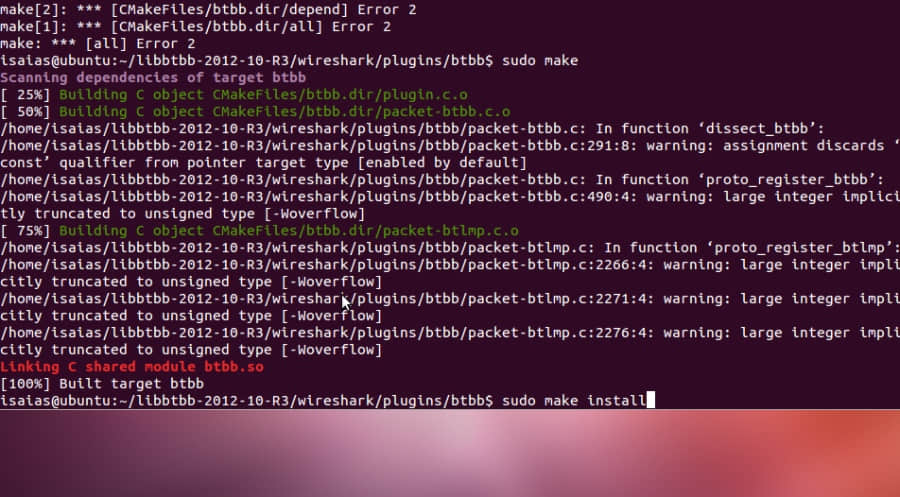 make[2]: *** [CMakeFiles/btbb.dir/depend] Error 2
make[1]: *** [CMakeFiles/btbb.dir/all] Error 2
make: *** [all] Error 2
isaias@ubuntu:~/libbtbb-2012-10-R3/wireshark/plugins/btbb$ sudo make
Scanning dependencies of target btbb
[ 25%] Building C object CMakeFiles/btbb.dir/plugin.c.o
[ 50%] Building C object CMakeFiles/btbb.dir/packet-btbb.c.o
/home/isaias/libbtbb-2012-10-R3/wireshark/plugins/btbb/packet-btbb.c: In function ‘dissect_btbb’:
/home/isaias/libbtbb-2012-10-R3/wireshark/plugins/btbb/packet-btbb.c:291:8: warning: assignment discards ‘
const’ qualifier from pointer target type [enabled by default]
/home/isaias/libbtbb-2012-10-R3/wireshark/plugins/btbb/packet-btbb.c: In function ‘proto_register_btbb’:
/home/isaias/libbtbb-2012-10-R3/wireshark/plugins/btbb/packet-btbb.c:490:4: warning: large integer implici
tly truncated to unsigned type [-Woverflow]
[ 75%] Building C object CMakeFiles/btbb.dir/packet-btlmp.c.o
/home/isaias/libbtbb-2012-10-R3/wireshark/plugins/btbb/packet-btlmp.c: In function ‘proto_register_btlmp’:
/home/isaias/libbtbb-2012-10-R3/wireshark/plugins/btbb/packet-btlmp.c:2266:4: warning: large integer impli
citly truncated to unsigned type [-Woverflow]
/home/isaias/libbtbb-2012-10-R3/wireshark/plugins/btbb/packet-btlmp.c:2271:4: warning: large integer impli
citly truncated to unsigned type [-Woverflow]
/home/isaias/libbtbb-2012-10-R3/wireshark/plugins/btbb/packet-btlmp.c:2276:4: warning: large integer impli
citly truncated to unsigned type [-Woverflow]
Linking C shared module btbb.so
[100%] Built target btbb
isaias@ubuntu:~/libbtbb-2012-10-R3/wireshark/plugins/btbb$ sudo make install